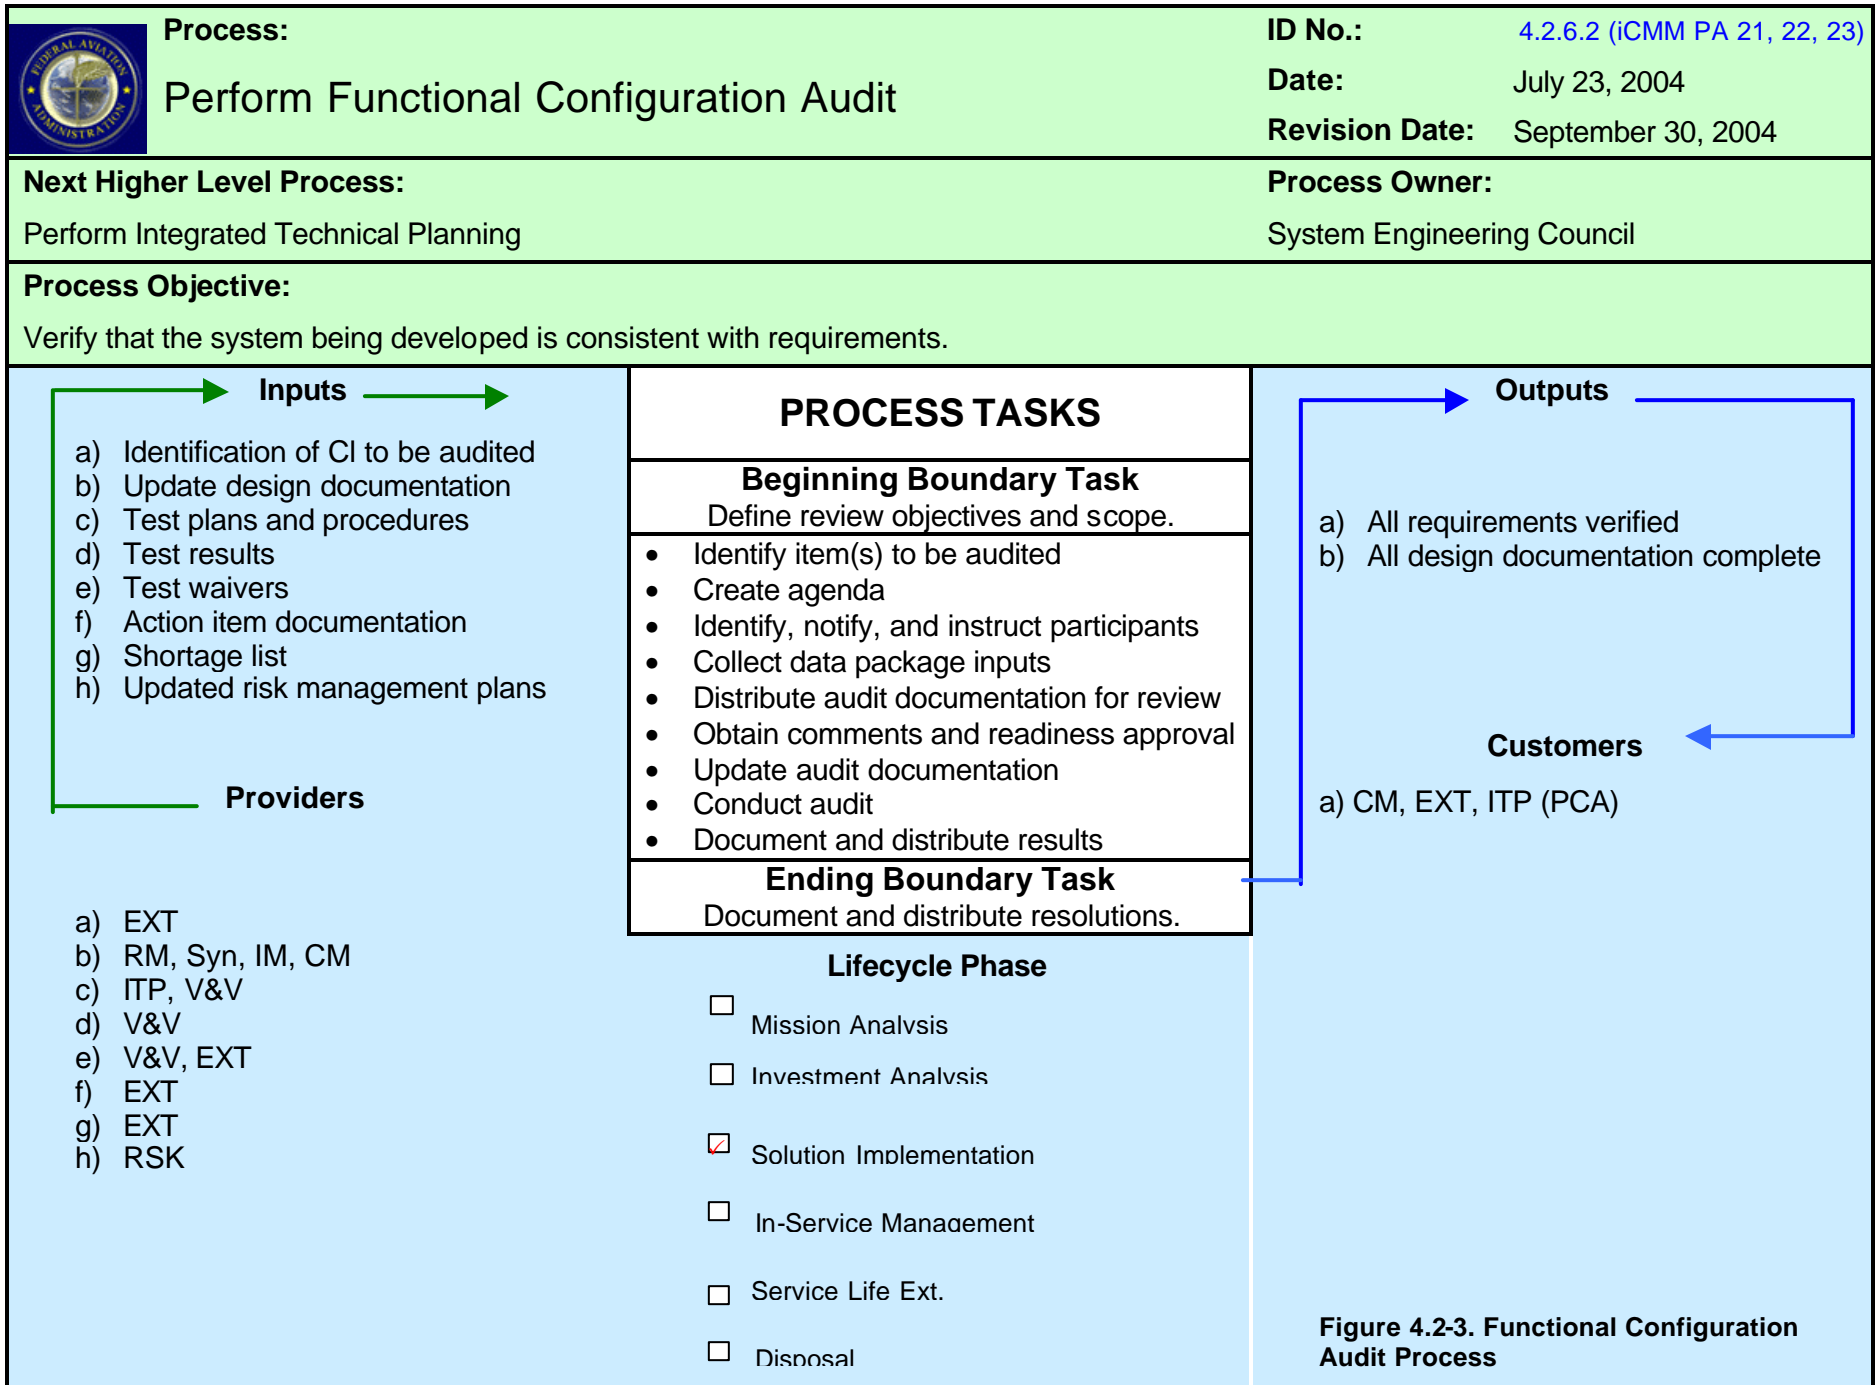 FEDERAL AVIATION ADMINISTRATION
Process:
Perform Functional Configuration Audit
ID No.: 4.2.6.2 (iCMM PA 21, 22, 23)
Date: July 23, 2004
Revision Date: September 30, 2004
Next Higher Level Process:
Perform Integrated Technical Planning
Process Owner:
System Engineering Council
Process Objective:
Verify that the system being developed is consistent with requirements.
Inputs
a) Identification of CI to be audited
b) Update design documentation
c) Test plans and procedures
d) Test results
e) Test waivers
f) Action item documentation
g) Shortage list
h) Updated risk management plans
Providers
a) EXT
b) RM, Syn, IM, CM
c) ITP, V&V
d) V&V
e) V&V, EXT
f) EXT
g) EXT
h) RSK
PROCESS TASKS
Beginning Boundary Task
Define review objectives and scope.
• Identify item(s) to be audited
• Create agenda
• Identify, notify, and instruct participants
• Collect data package inputs
• Distribute audit documentation for review
• Obtain comments and readiness approval
• Update audit documentation
• Conduct audit
• Document and distribute results
Ending Boundary Task
Document and distribute resolutions.
Lifecycle Phase
Mission Analysis
Investment Analysis
Solution Implementation
In-Service Management
Service Life Ext.
Disposal
Outputs
a) All requirements verified
b) All design documentation complete
Customers
a) CM, EXT, ITP (PCA)
Figure 4.2-3. Functional Configuration
Audit Process